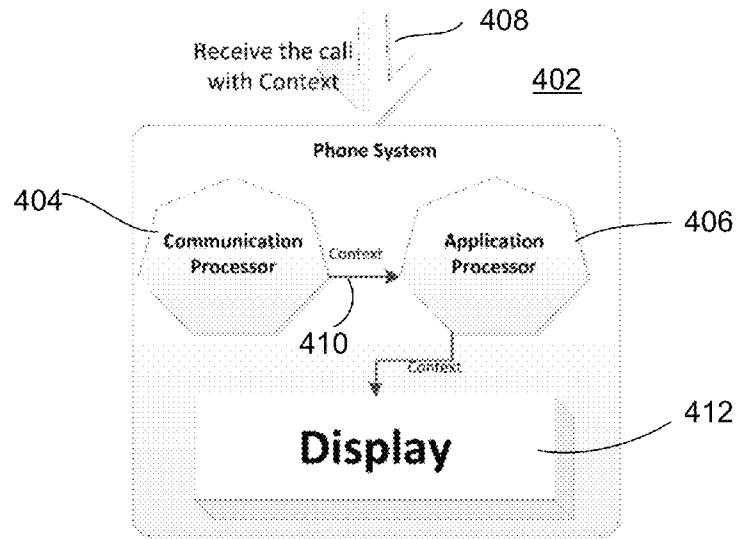 408
Receive the call
with Context
402
Phone System
404
Communication
Processor
Context
Application
Processor
406
410
Context
412
Display